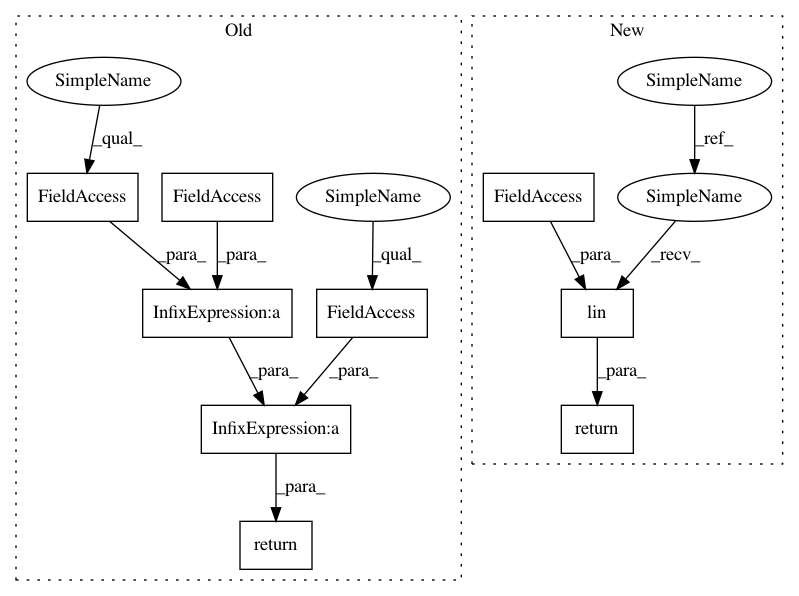 Old
New
SimpleName
SimpleName
_qual_
_ref_
FieldAccess
FieldAccess
SimpleName
FieldAccess
SimpleName
_para_
_para_
_qual_
_para_
_recv_
InfixExpression:a
FieldAccess
lin
_para_
_para_
_para_
InfixExpression:a
return
_para_
return